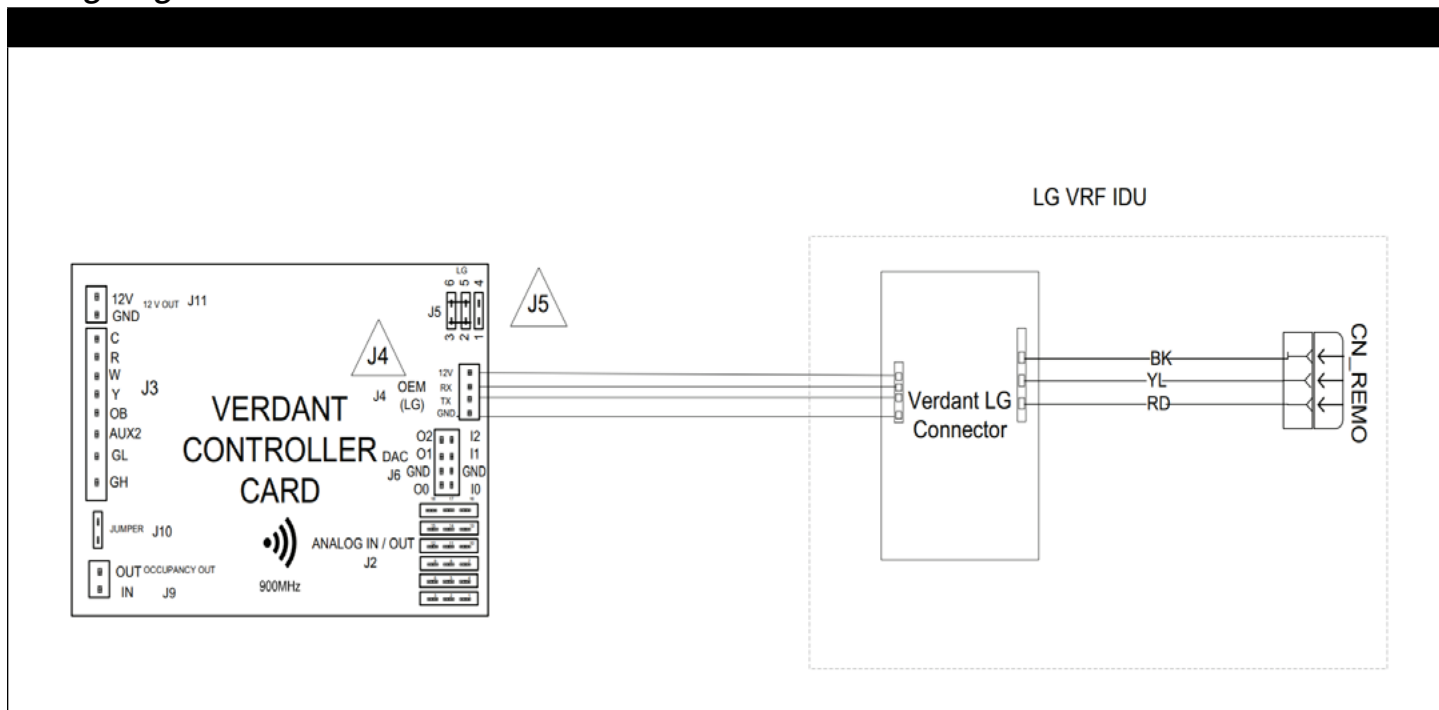 LG VRF IDU
12V 12 V OUT J11
GND
C
R
W
Y
OB
AUX2
GL
GH
J3
JUMPER J10
OUT OCCUPANCY OUT
IN J9
VERDANT
CONTROLLER
CARD
900MHz
LG
6 5 4
J5
3 2 1
J5
J4
J4 OEM
(LG)
12V
RX
TX
GND
DAC
J6
O2 I2
O1 I1
GND GND
O0 I0
ANALOG IN / OUT
J2
Verdant LG
Connector
BK
YL
RD
CN_REMO